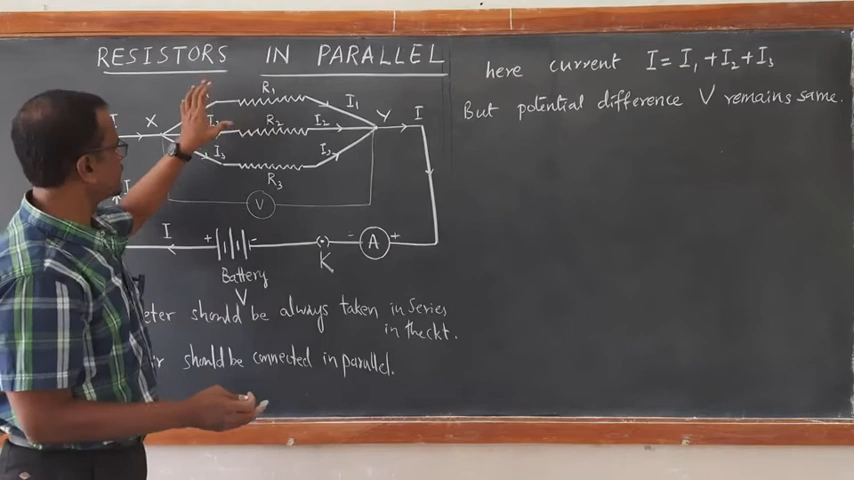 RESISTORS IN PARALLEL
R₁
I₁
I
X
I₂
R₂
I₂
Y
I
I₃
I₃
R₃
I
V
I
+
-
-
A
+
K
Battery
V
eter should be always taken in Series
in the ckt.
r should be connected in parallel.
here current I = I₁ + I₂ + I₃
But potential difference V remains same.